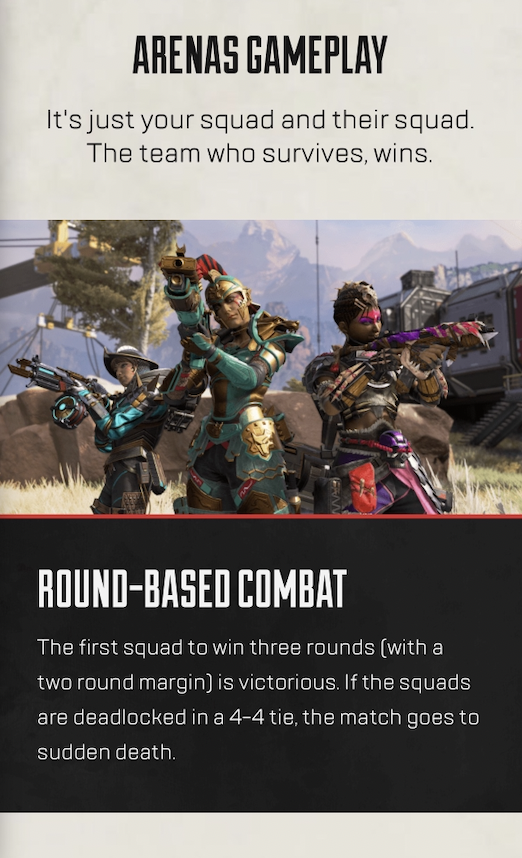 ARENAS GAMEPLAY
It's just your squad and their squad.
The team who survives, wins.
ROUND-BASED COMBAT
The first squad to win three rounds (with a
two round margin) is victorious. If the squads
are deadlocked in a 4-4 tie, the match goes to
sudden death.